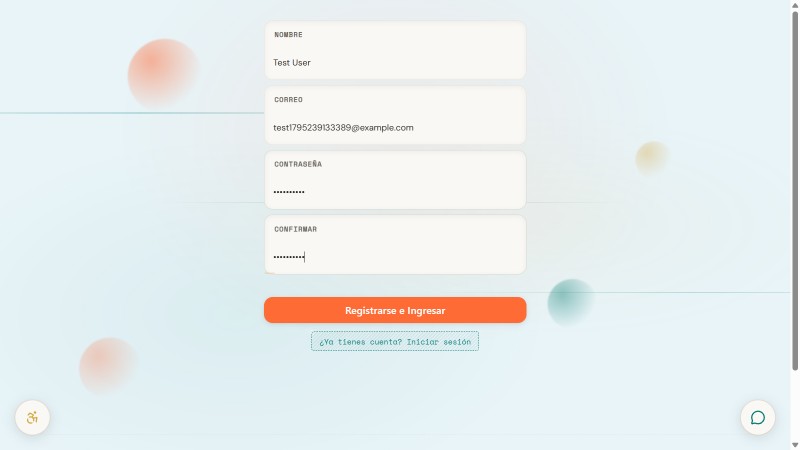 NOMBRE
Test User
CORREO
test1795239133389@example.com
CONTRASEÑA
••••••••••
CONFIRMAR
••••••••••
Registrarse e Ingresar
¿Ya tienes cuenta? Iniciar sesión